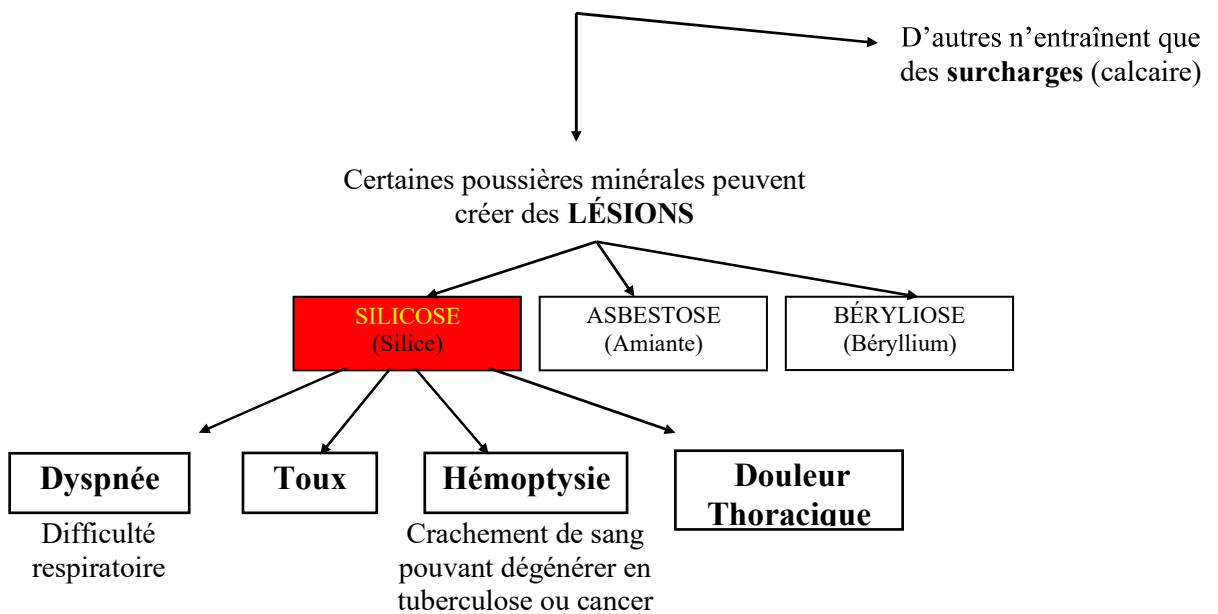 D’autres n’entraînent que
des surcharges (calcaire)
Certaines poussières minérales peuvent
créer des LÉSIONS
SILICOSE
(Silice)
ASBESTOSE
(Amiante)
BÉRYLIOSE
(Béryllium)
Dyspnée
Toux
Hémoptysie
Douleur
Thoracique
Difficulté
respiratoire
Crachement de sang
pouvant dégénérer en
tuberculose ou cancer